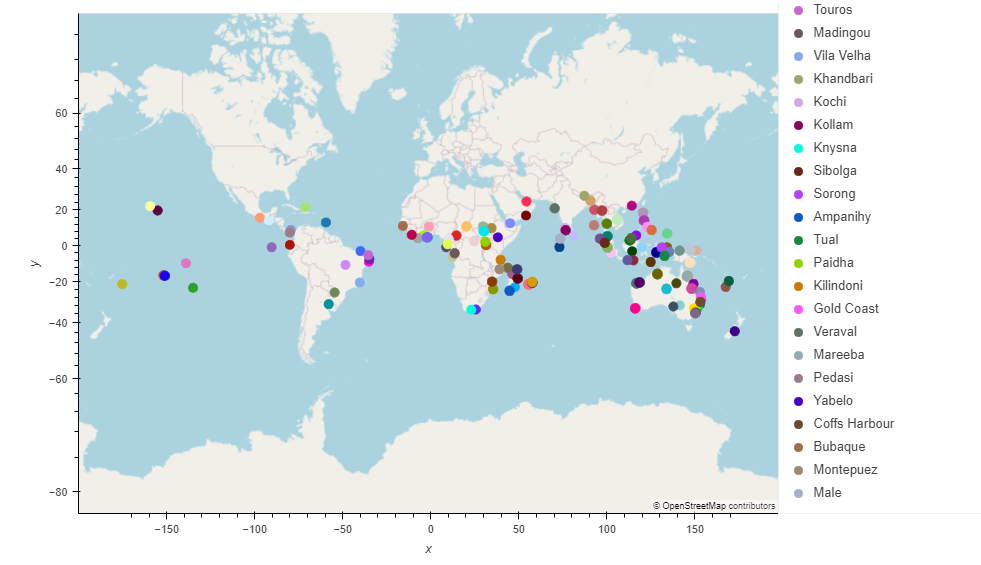 Touros
Madingou
Vila Velha
Khandbari
Kochi
Kollam
Knysna
Sibolga
Sorong
Ampanihy
Tual
Paidha
Kilindoni
Gold Coast
Veraval
Mareeba
Pedasi
Yabelo
Coffs Harbour
Bubaque
Montepuez
Male
60
40
20
0
−20
−40
−60
−80
y
© OpenStreetMap contributors
−150 −100 −50 0 50 100 150
x